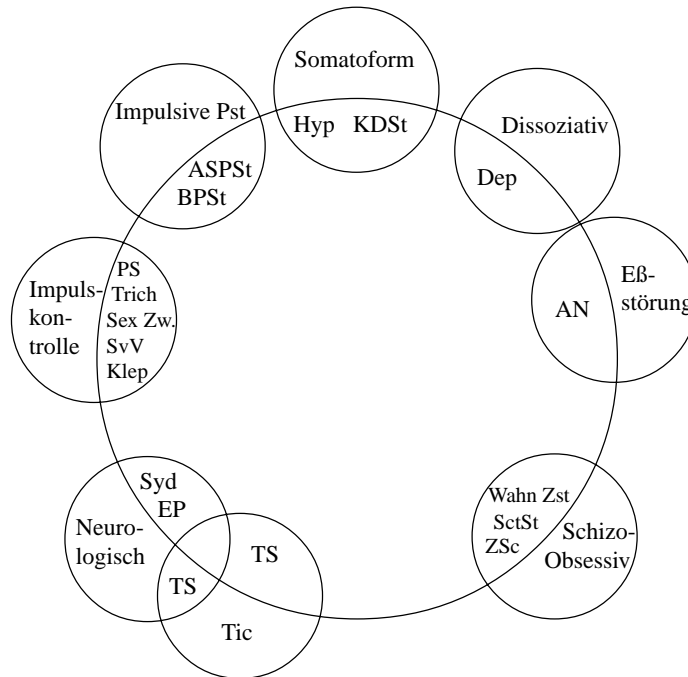 Somatoform
Hyp KDSt
Impulsive Pst
ASPSt
BPSt
Dissoziativ
Dep
Eß-
störung
AN
Impuls-
kon-
trolle
PS
Trich
Sex Zw.
SvV
Klep
Syd
EP
Neuro-
logisch
TS
TS
Tic
Wahn Zst
SctSt
ZSc
Schizo-
Obsessiv